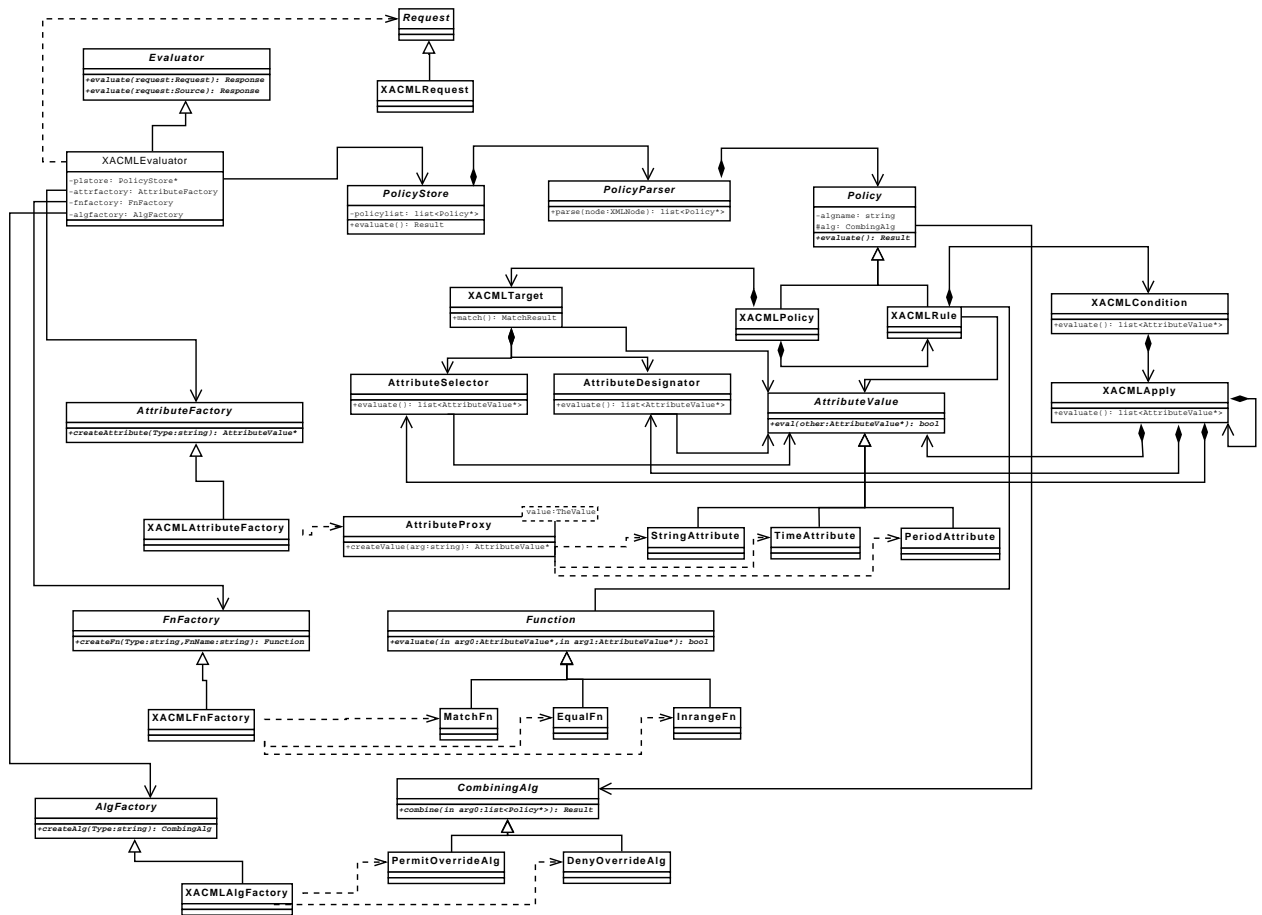 Request
Evaluator
+evaluate(request:Request): Response
+evaluate(request:Source): Response
XACMLRequest
XACMLEvaluator
-plstore: PolicyStore*
-attrfactory: AttributeFactory
-fnfactory: FnFactory
-algfactory: AlgFactory
PolicyStore
-policylist: list<Policy*>
+evaluate(): Result
PolicyParser
+parse(node:XMLNode): list<Policy*>
Policy
-algname: string
#alg: CombingAlg
+evaluate(): Result
XACMLTarget
+match(): MatchResult
XACMLPolicy
XACMLRule
XACMLCondition
+evaluate(): list<AttributeValue*>
AttributeSelector
+evaluate(): list<AttributeValue*>
AttributeDesignator
+evaluate(): list<AttributeValue*>
AttributeValue
+eval(other:AttributeValue*): bool
XACMLApply
+evaluate(): list<AttributeValue*>
AttributeFactory
+createAttribute(Type:string): AttributeValue*
XACMLAttributeFactory
AttributeProxy
value:TheValue
+createValue(arg:string): AttributeValue*
StringAttribute
TimeAttribute
PeriodAttribute
FnFactory
+createFn(Type:string,FnName:string): Function
Function
+evaluate(in arg0:AttributeValue*,in arg1:AttributeValue*): bool
XACMLFnFactory
MatchFn
EqualFn
InrangeFn
AlgFactory
+createAlg(Type:string): CombingAlg
CombiningAlg
+combine(in arg0:list<Policy*>): Result
XACMLAlgFactory
PermitOverrideAlg
DenyOverrideAlg